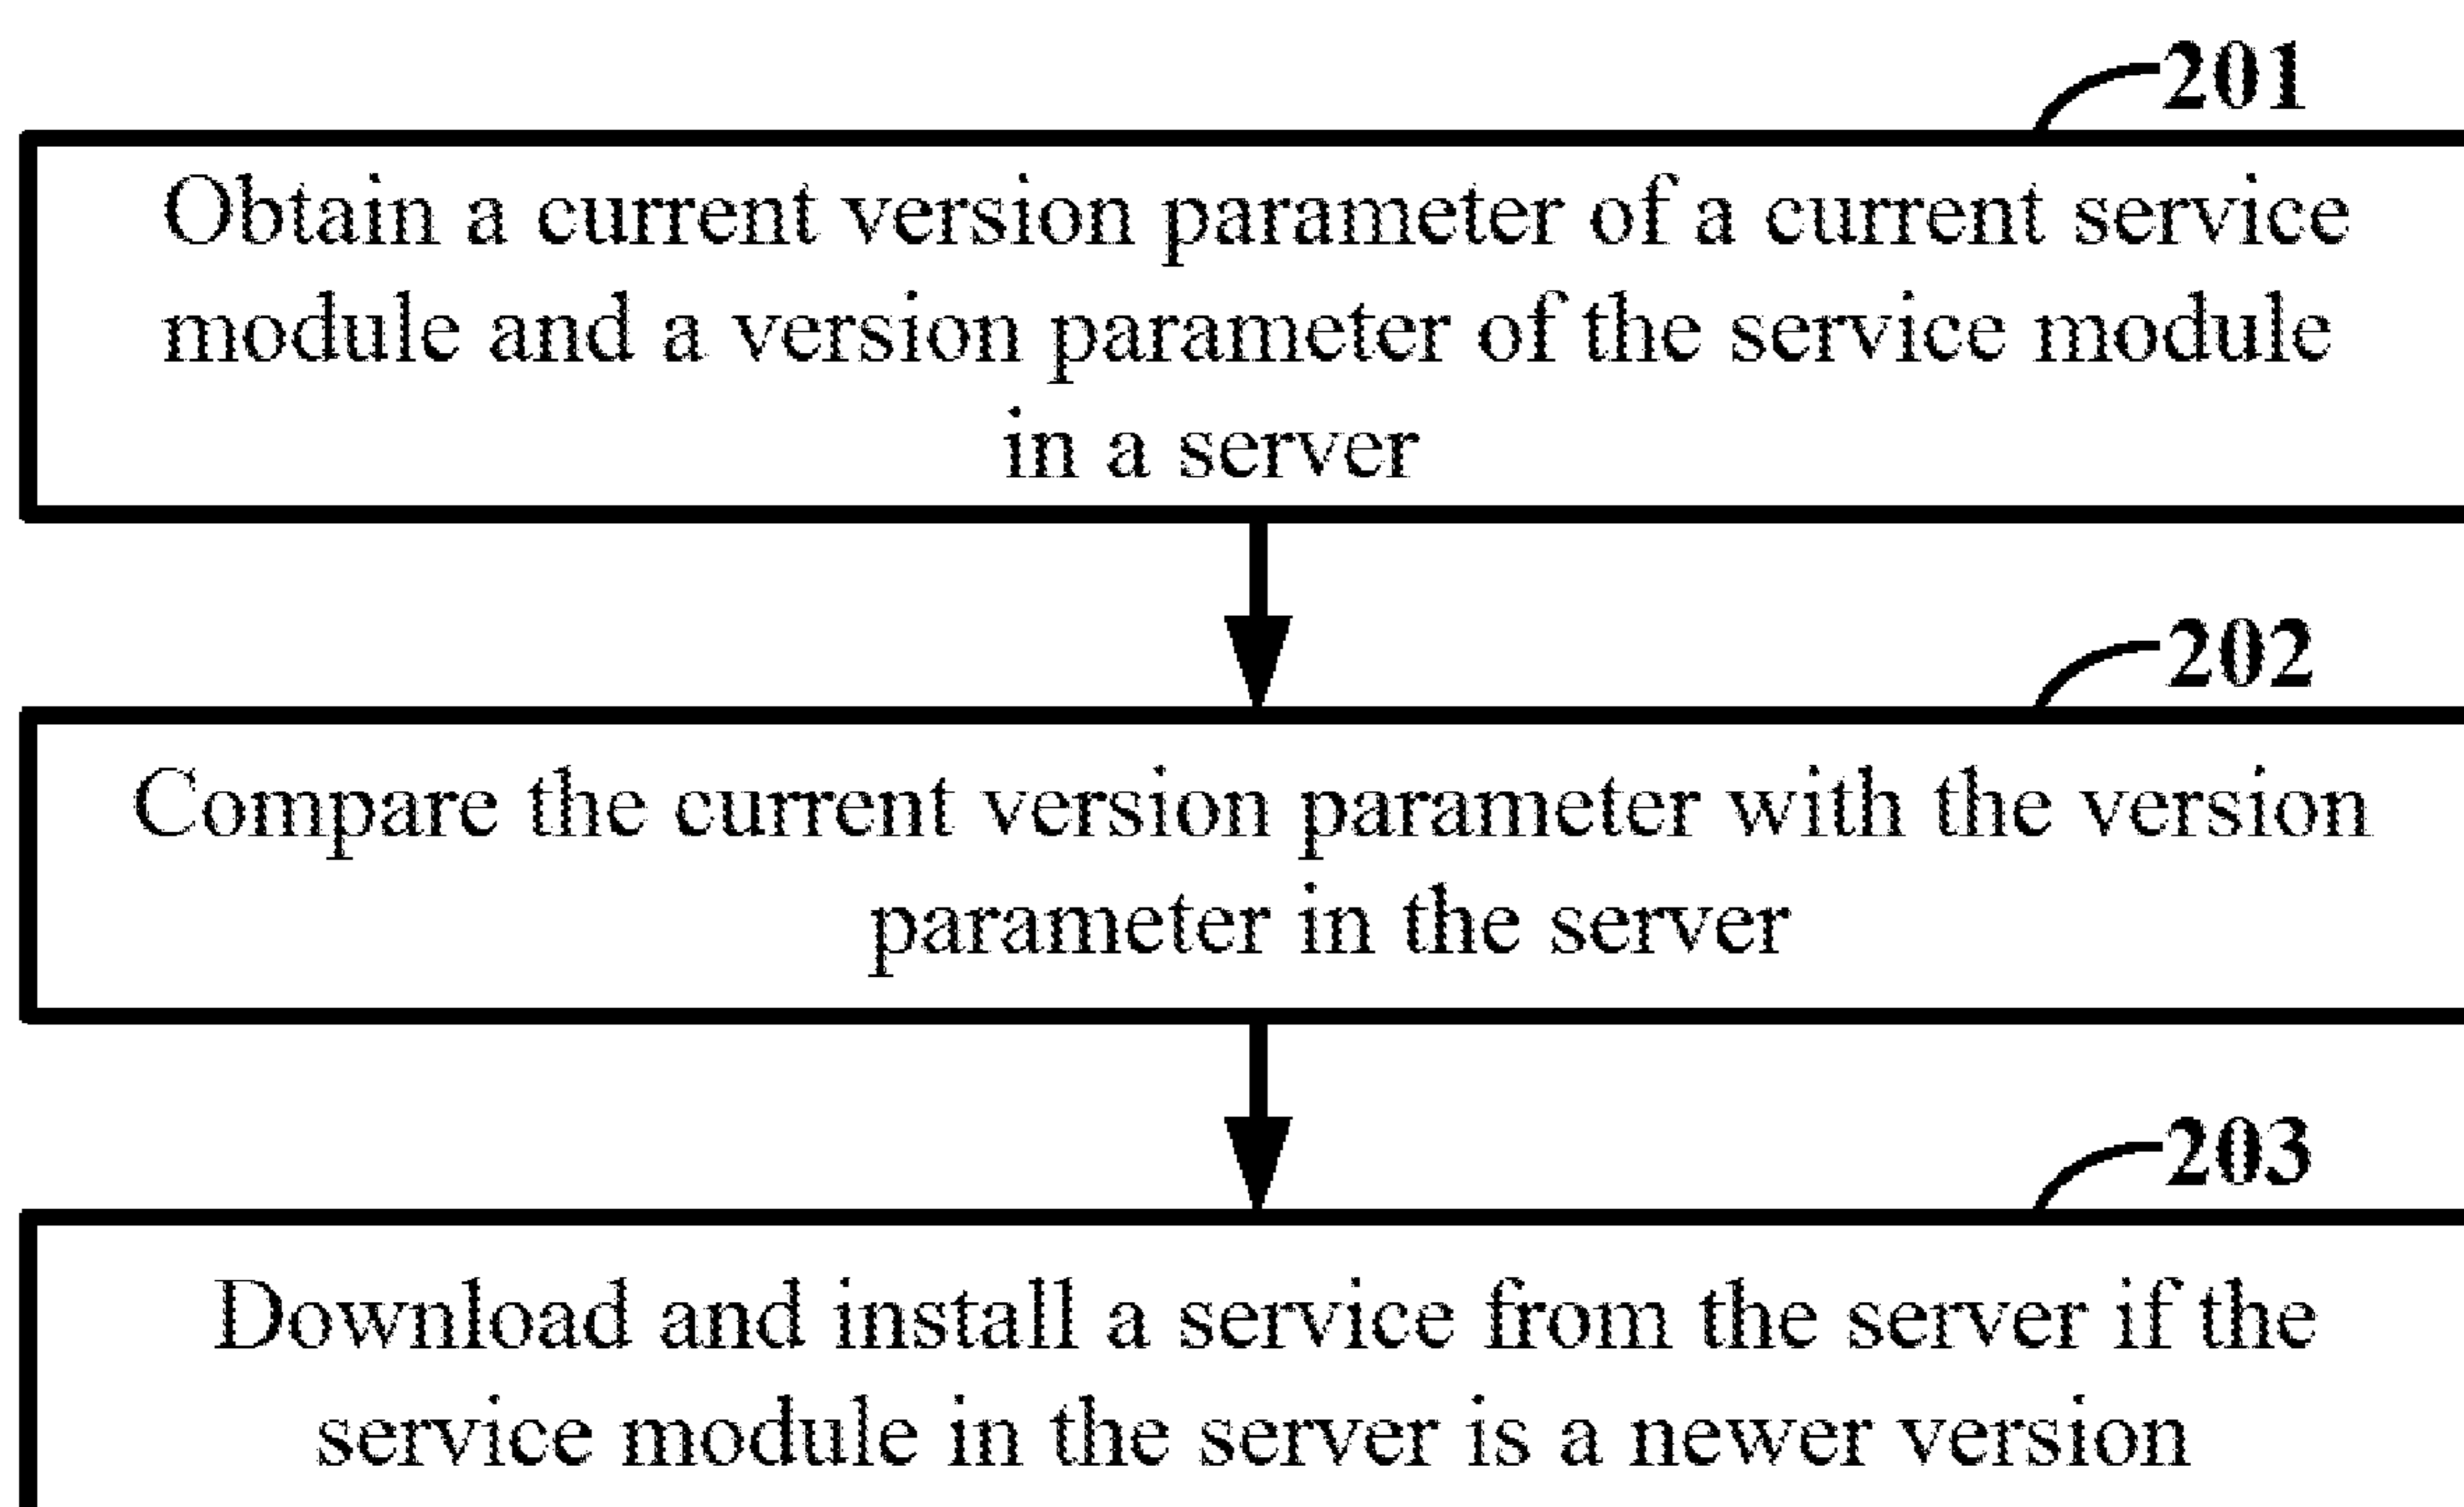 201
Obtain a current version parameter of a current service
module and a version parameter of the service module
in a server
202
Compare the current version parameter with the version
parameter in the server
203
Download and install a service from the server if the
service module in the server is a newer version